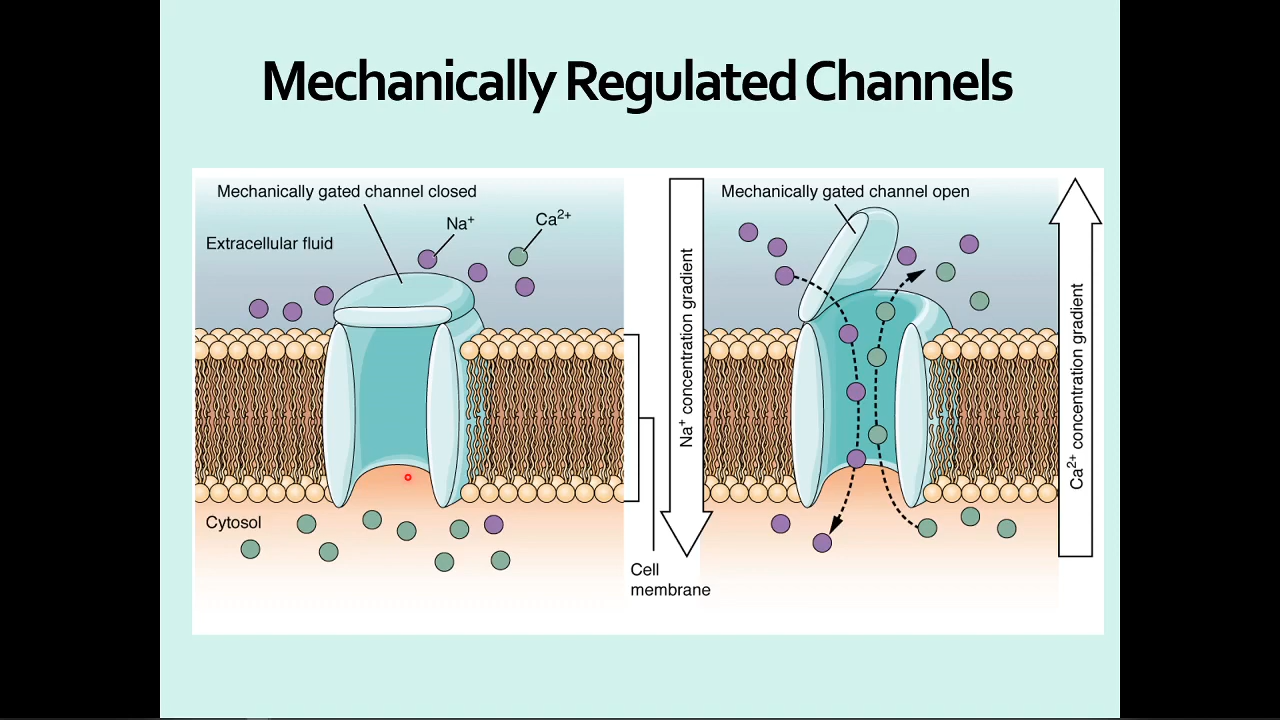 Mechanically Regulated Channels
Mechanically gated channel closed
Na⁺
Ca²⁺
Extracellular fluid
Cytosol
Cell
membrane
Na⁺ concentration gradient
Mechanically gated channel open
Ca²⁺ concentration gradient